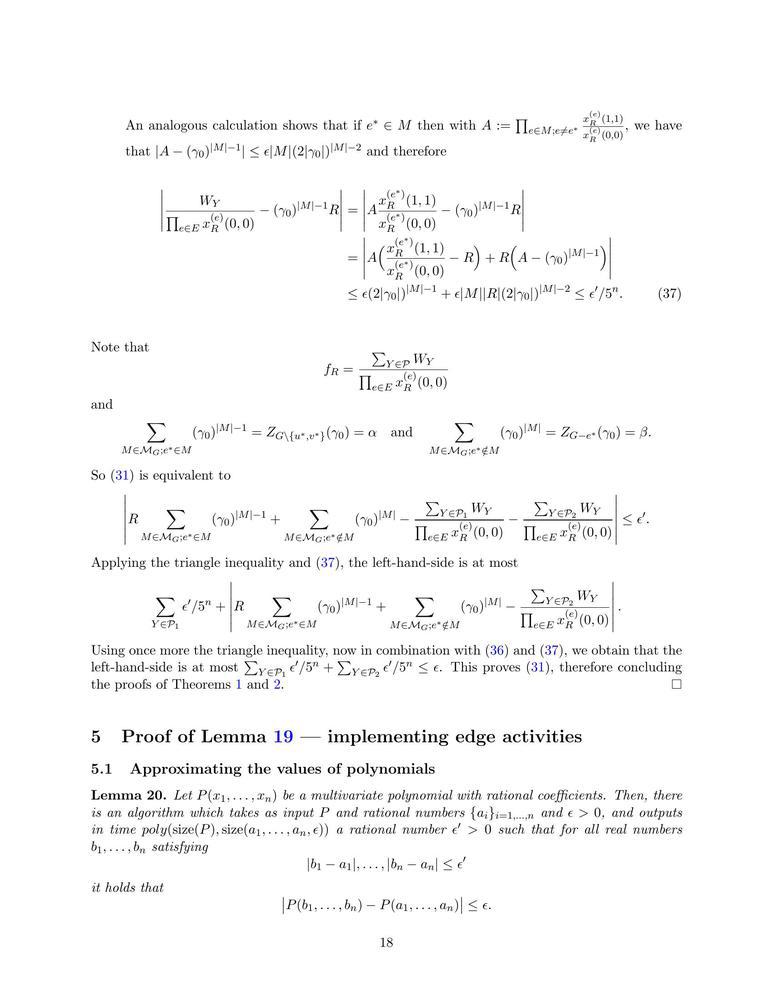 An analogous calculation shows that if $e^* \in M$ then with $A := \prod_{e \in M; e \neq e^*} \frac{x_R^{(e)}(1,1)}{x_R^{(e)}(0,0)}$, we have
that $|A - (\gamma_0)^{|M|-1}| \leq \epsilon|M|(2|\gamma_0|)^{|M|-2}$ and therefore
$\left| \frac{W_Y}{\prod_{e \in E} x_R^{(e)}(0,0)} - (\gamma_0)^{|M|-1} R \right| = \left| A \frac{x_R^{(e^*)}(1,1)}{x_R^{(e^*)}(0,0)} - (\gamma_0)^{|M|-1} R \right|$
$= \left| A \Big( \frac{x_R^{(e^*)}(1,1)}{x_R^{(e^*)}(0,0)} - R \Big) + R \Big( A - (\gamma_0)^{|M|-1} \Big) \right|$
$\leq \epsilon(2|\gamma_0|)^{|M|-1} + \epsilon|M||R|(2|\gamma_0|)^{|M|-2} \leq \epsilon'/5^n.$ (37)
Note that
$f_R = \frac{\sum_{Y \in \mathcal{P}} W_Y}{\prod_{e \in E} x_R^{(e)}(0,0)}$
and
$\sum_{M \in \mathcal{M}_G; e^* \in M} (\gamma_0)^{|M|-1} = Z_{G \setminus \{u^*, v^*\}}(\gamma_0) = \alpha$ and $\sum_{M \in \mathcal{M}_G; e^* \notin M} (\gamma_0)^{|M|} = Z_{G - e^*}(\gamma_0) = \beta.$
So (31) is equivalent to
$\left| R \sum_{M \in \mathcal{M}_G; e^* \in M} (\gamma_0)^{|M|-1} + \sum_{M \in \mathcal{M}_G; e^* \notin M} (\gamma_0)^{|M|} - \frac{\sum_{Y \in \mathcal{P}_1} W_Y}{\prod_{e \in E} x_R^{(e)}(0,0)} - \frac{\sum_{Y \in \mathcal{P}_2} W_Y}{\prod_{e \in E} x_R^{(e)}(0,0)} \right| \leq \epsilon'.$
Applying the triangle inequality and (37), the left-hand-side is at most
$\sum_{Y \in \mathcal{P}_1} \epsilon'/5^n + \left| R \sum_{M \in \mathcal{M}_G; e^* \in M} (\gamma_0)^{|M|-1} + \sum_{M \in \mathcal{M}_G; e^* \notin M} (\gamma_0)^{|M|} - \frac{\sum_{Y \in \mathcal{P}_2} W_Y}{\prod_{e \in E} x_R^{(e)}(0,0)} \right|.$
Using once more the triangle inequality, now in combination with (36) and (37), we obtain that the
left-hand-side is at most $\sum_{Y \in \mathcal{P}_1} \epsilon'/5^n + \sum_{Y \in \mathcal{P}_2} \epsilon'/5^n \leq \epsilon$. This proves (31), therefore concluding
the proofs of Theorems 1 and 2. □
5 Proof of Lemma 19 — implementing edge activities
5.1 Approximating the values of polynomials
Lemma 20. Let $P(x_1, \ldots, x_n)$ be a multivariate polynomial with rational coefficients. Then, there
is an algorithm which takes as input $P$ and rational numbers $\{a_i\}_{i=1,\ldots,n}$ and $\epsilon > 0$, and outputs
in time poly(size($P$), size($a_1, \ldots, a_n, \epsilon$)) a rational number $\epsilon' > 0$ such that for all real numbers
$b_1, \ldots, b_n$ satisfying
$|b_1 - a_1|, \ldots, |b_n - a_n| \leq \epsilon'$
it holds that
$\big| P(b_1, \ldots, b_n) - P(a_1, \ldots, a_n) \big| \leq \epsilon.$
18